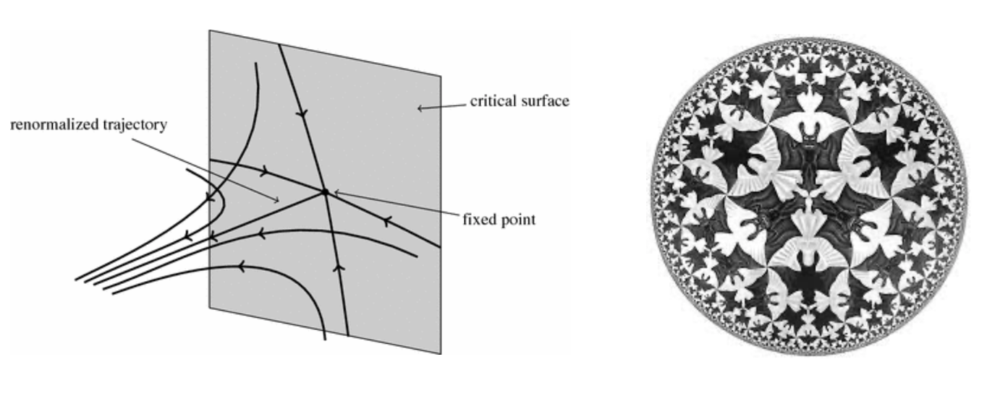 critical surface
renormalized trajectory
fixed point